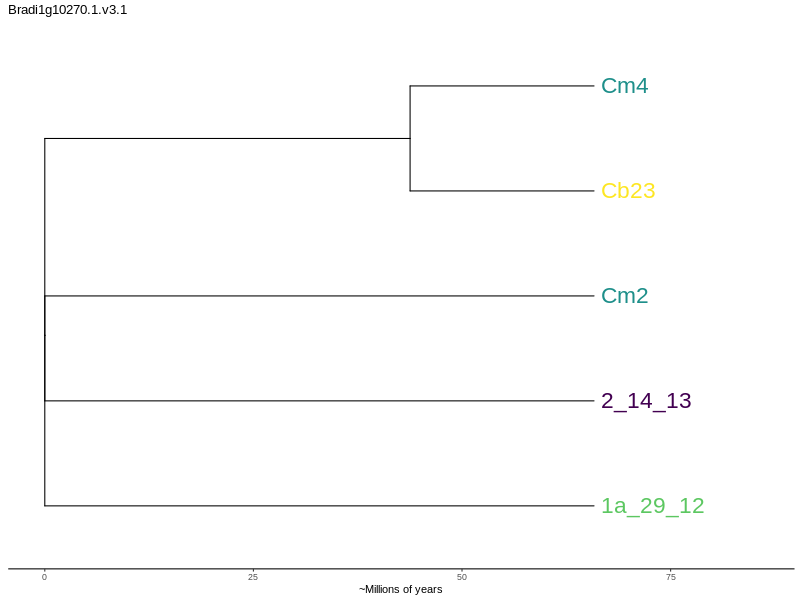 Bradi1g10270.1.v3.1
Cm4
Cb23
Cm2
2_14_13
1a_29_12
0 25 50 75
~Millions of years